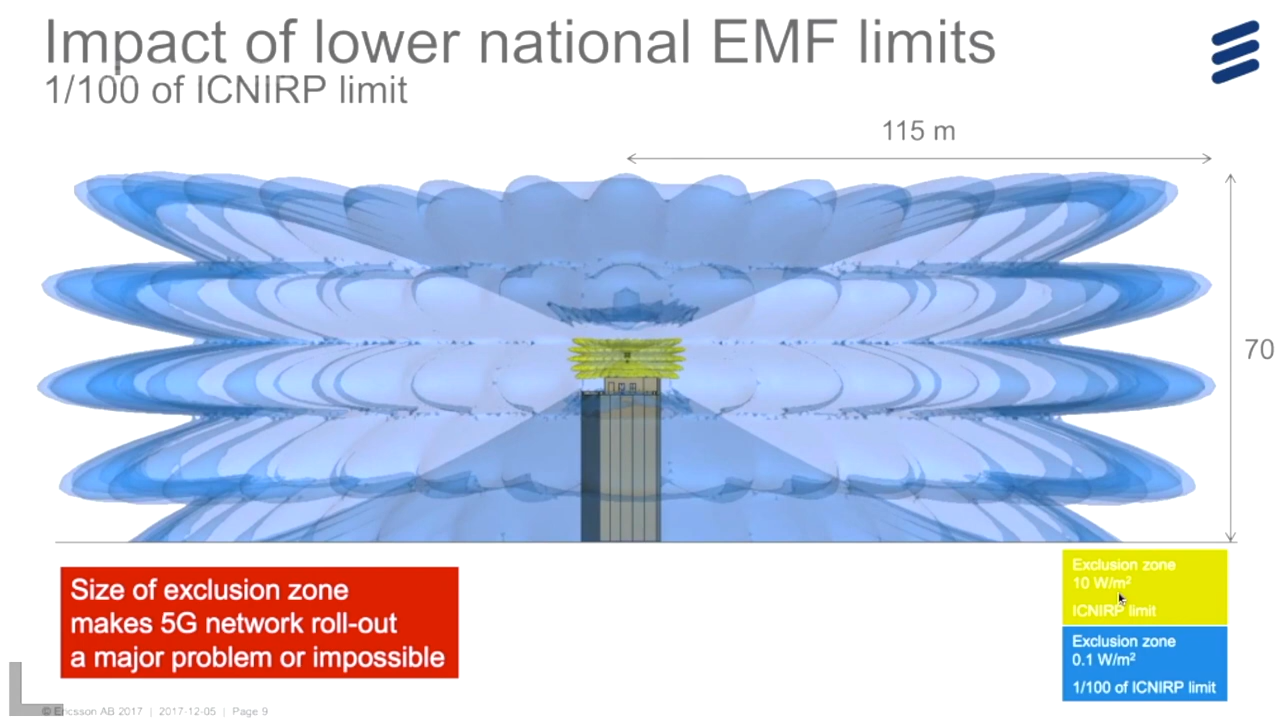 Impact of lower national EMF limits
1/100 of ICNIRP limit
115 m
70
Size of exclusion zone
makes 5G network roll-out
a major problem or impossible
Exclusion zone
10 W/m²
ICNIRP limit
Exclusion zone
0.1 W/m²
1/100 of ICNIRP limit
© Ericsson AB 2017 | 2017-12-05 | Page 9